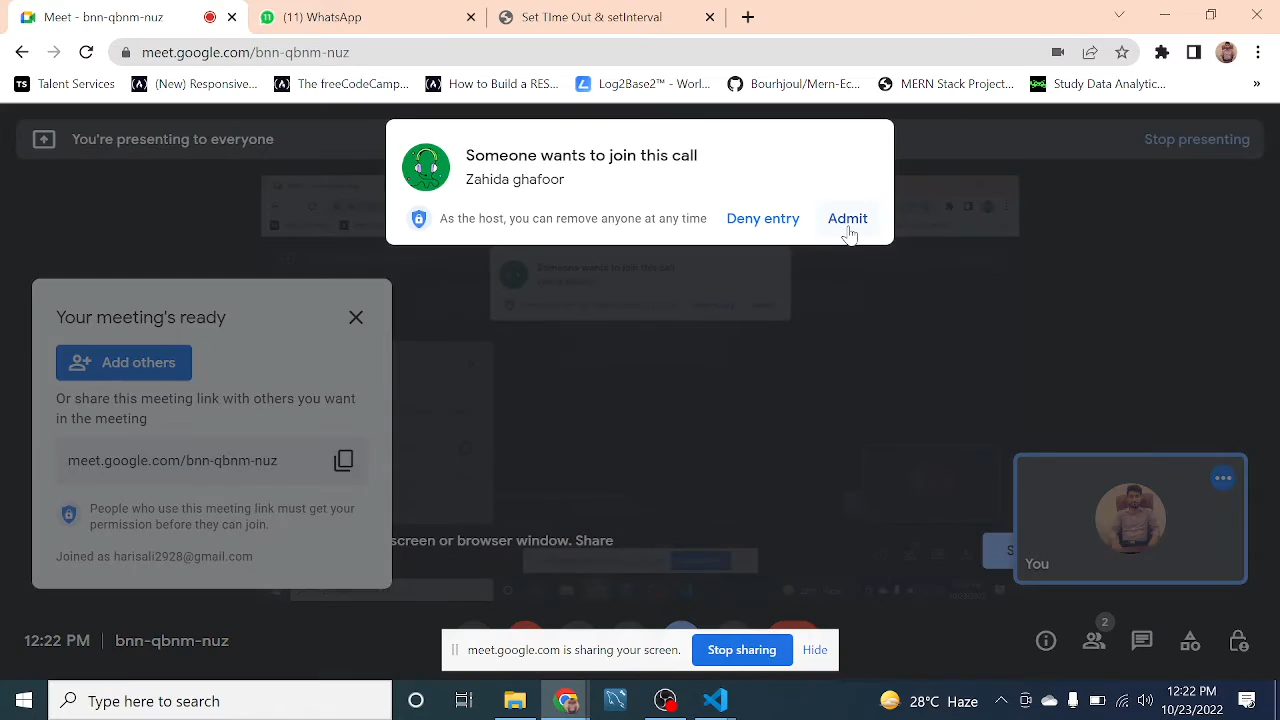 Meet - bnn-qbnm-nuz
(11) WhatsApp
Set TIme Out & setInterval
meet.google.com/bnn-qbnm-nuz
TS Talent Services
(New) Responsive...
The freeCodeCamp...
How to Build a RES...
Log2Base2™ - Worl...
Bourhjoul/Mern-Ec...
MERN Stack Project...
Study Data Analytic...
»
You're presenting to everyone
Stop presenting
Someone wants to join this call
Zahida ghafoor
As the host, you can remove anyone at any time
Deny entry
Admit
Someone wants to join this call
Your meeting's ready
Add others
Or share this meeting link with others you want
in the meeting
meet.google.com/bnn-qbnm-nuz
People who use this meeting link must get your
permission before they can join.
Joined as harisali2928@gmail.com
screen or browser window. Share
S
You
12:22 PM
bnn-qbnm-nuz
2
meet.google.com is sharing your screen.
Stop sharing
Hide
Type here to search
28°C Haze
12:22 PM
10/23/2022